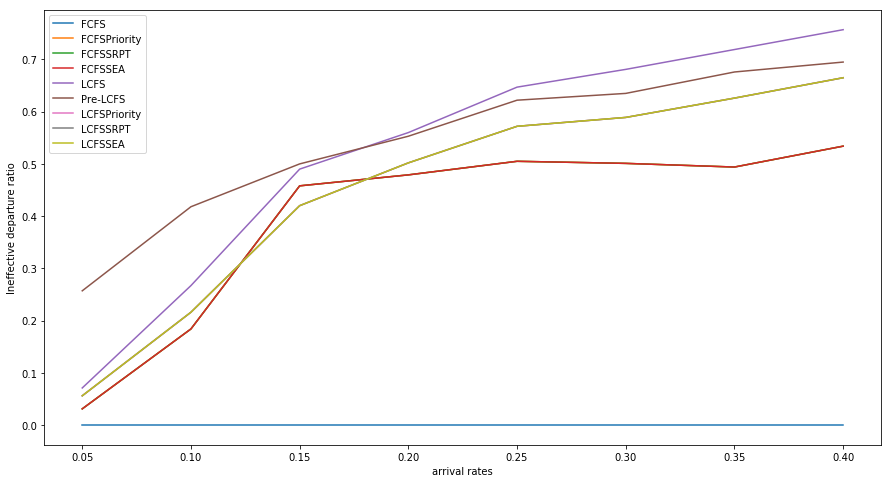 FCFS
FCFSPriority
FCFSSRPT
FCFSSEA
LCFS
Pre-LCFS
LCFSPriority
LCFSSRPT
LCFSSEA
Ineffective departure ratio
0.7
0.6
0.5
0.4
0.3
0.2
0.1
0.0
0.05 0.10 0.15 0.20 0.25 0.30 0.35 0.40
arrival rates